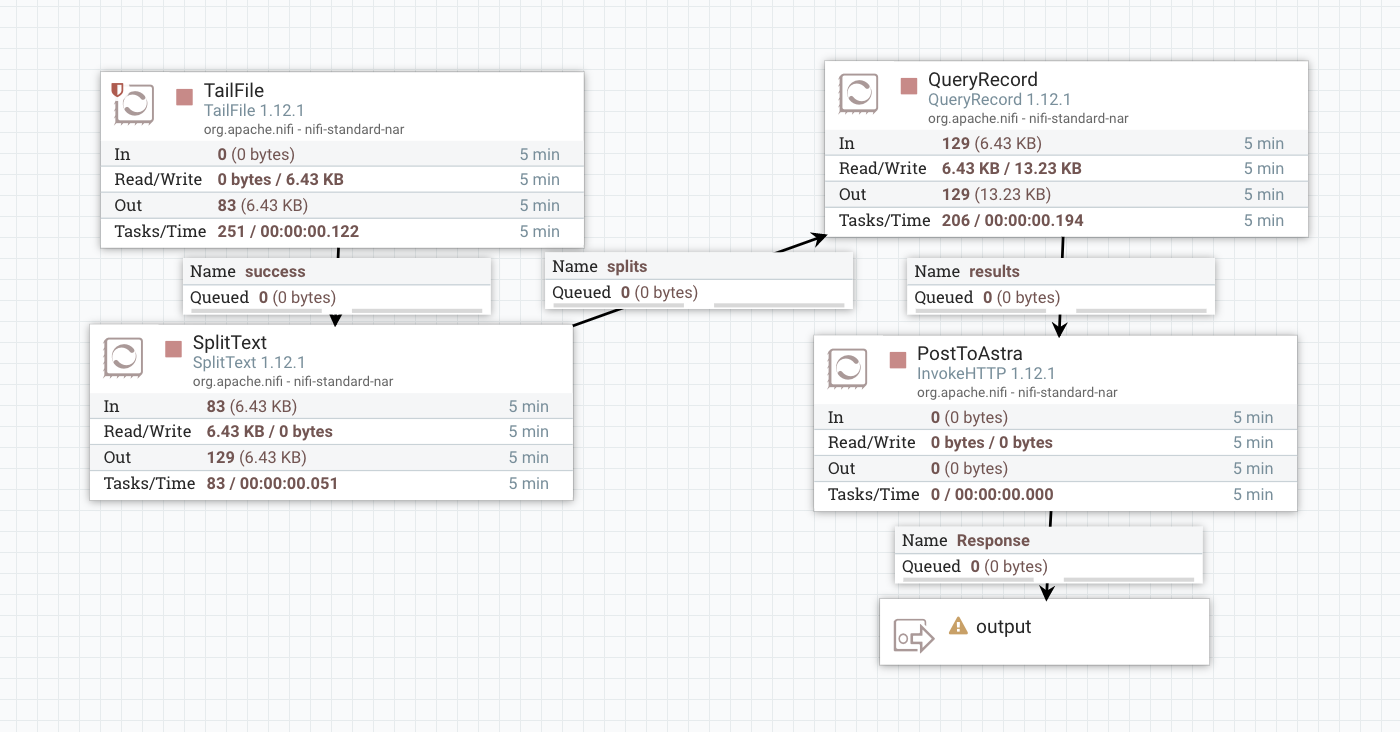 TailFile
TailFile 1.12.1
org.apache.nifi - nifi-standard-nar
In 0 (0 bytes) 5 min
Read/Write 0 bytes / 6.43 KB 5 min
Out 83 (6.43 KB) 5 min
Tasks/Time 251 / 00:00:00.122 5 min
Name success
Queued 0 (0 bytes)
SplitText
SplitText 1.12.1
org.apache.nifi - nifi-standard-nar
In 83 (6.43 KB) 5 min
Read/Write 6.43 KB / 0 bytes 5 min
Out 129 (6.43 KB) 5 min
Tasks/Time 83 / 00:00:00.051 5 min
Name splits
Queued 0 (0 bytes)
QueryRecord
QueryRecord 1.12.1
org.apache.nifi - nifi-standard-nar
In 129 (6.43 KB) 5 min
Read/Write 6.43 KB / 13.23 KB 5 min
Out 129 (13.23 KB) 5 min
Tasks/Time 206 / 00:00:00.194 5 min
Name results
Queued 0 (0 bytes)
PostToAstra
InvokeHTTP 1.12.1
org.apache.nifi - nifi-standard-nar
In 0 (0 bytes) 5 min
Read/Write 0 bytes / 0 bytes 5 min
Out 0 (0 bytes) 5 min
Tasks/Time 0 / 00:00:00.000 5 min
Name Response
Queued 0 (0 bytes)
output